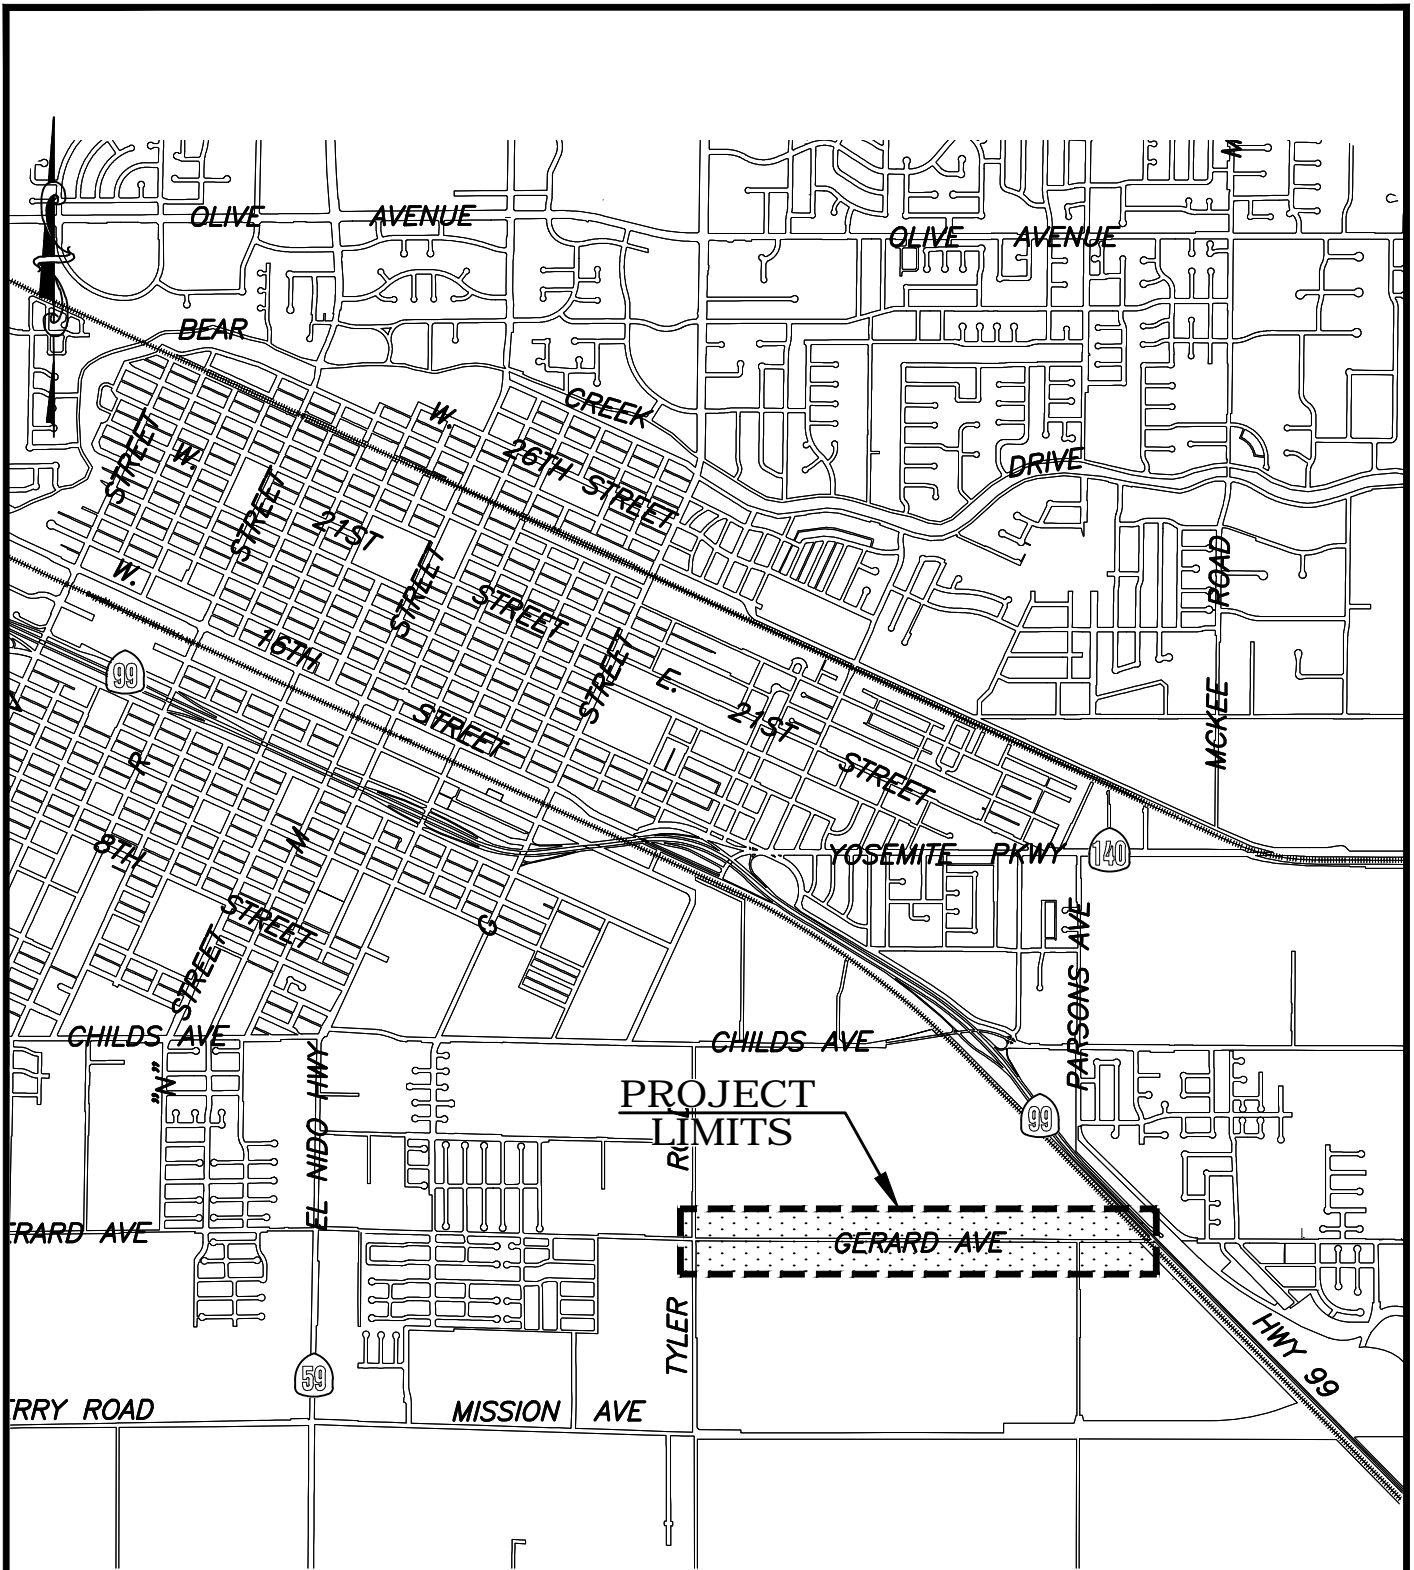 M
OLIVE AVENUE
OLIVE AVENUE
BEAR
CREEK
DRIVE
W. 26TH STREET
STREET
W. 21ST STREET
STREET
STREET
STREET
E. 21ST STREET
W. 16TH STREET
99
R
M
G
8TH STREET
STREET
MCKEE ROAD
YOSEMITE PKWY
140
PARSONS AVE
CHILDS AVE
CHILDS AVE
"N"
EL NIDO HWY
PROJECT
LIMITS
99
ERARD AVE
GERARD AVE
TYLER
59
HWY 99
RRY ROAD
MISSION AVE